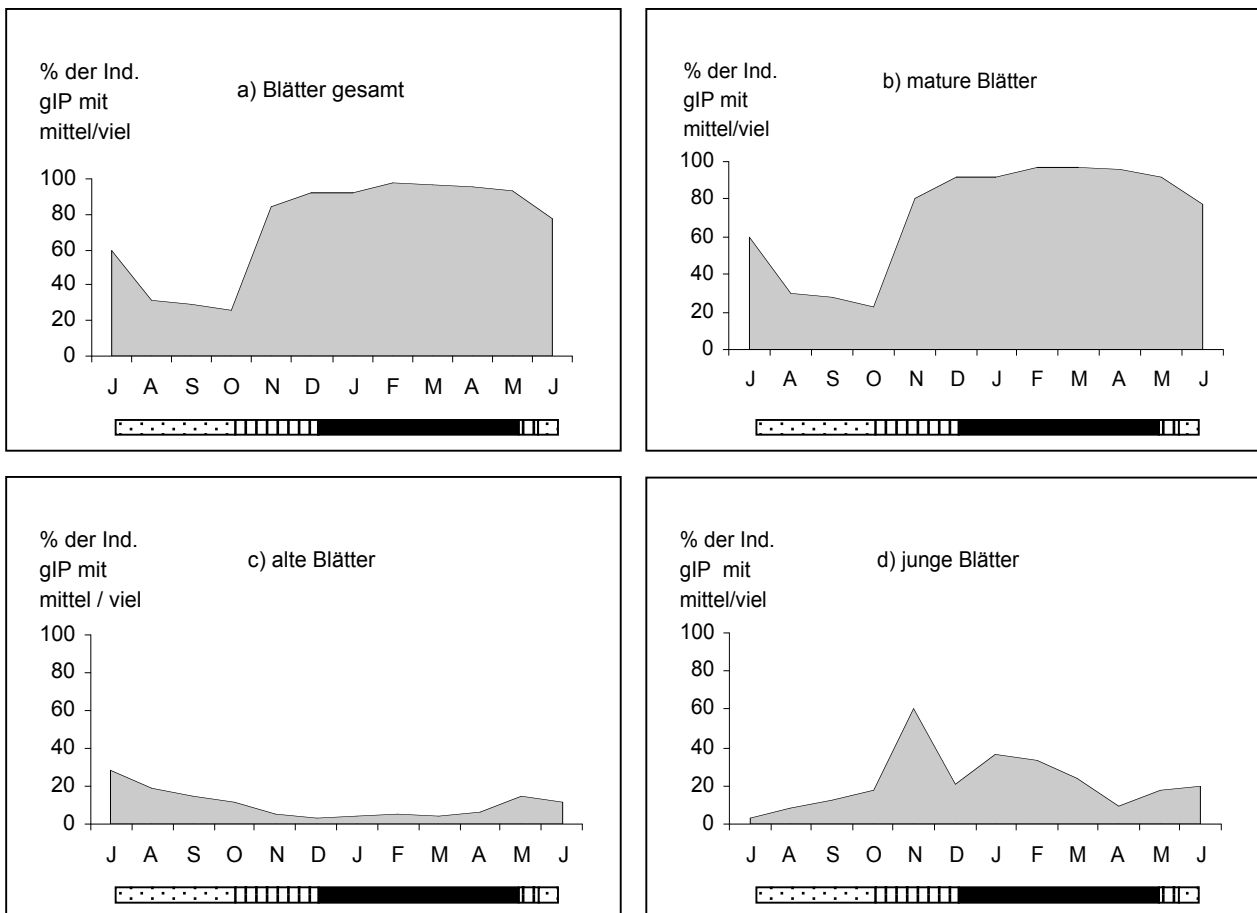 % der Ind.
gIP mit
mittel/viel
a) Blätter gesamt
100
80
60
40
20
0
J A S O N D J F M A M J
% der Ind.
gIP mit
mittel/viel
b) mature Blätter
100
80
60
40
20
0
J A S O N D J F M A M J
% der Ind.
gIP mit
mittel / viel
c) alte Blätter
100
80
60
40
20
0
J A S O N D J F M A M J
% der Ind.
gIP mit
mittel/viel
d) junge Blätter
100
80
60
40
20
0
J A S O N D J F M A M J